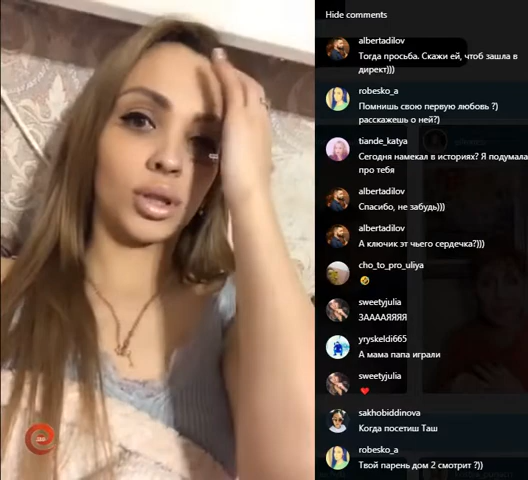 Hide comments
albertadilov
Тогда просьба. Скажи ей, чтоб зашла в
директ)))
robesko_a
Помнишь свою первую любовь ?)
расскажешь о ней?)
tiande_katya
Сегодня намекал в историях? Я подумала
про тебя
albertadilov
Спасибо, не забудь)))
albertadilov
А ключик эт чьего сердечка?)))
cho_to_pro_uliya
🤣
sweetyjulia
ЗААААЯЯЯЯ
yryskeldi665
А мама папа играли
sweetyjulia
❤️
sakhobiddinova
Когда посетиш Таш
robesko_a
Твой парень дом 2 смотрит ?))